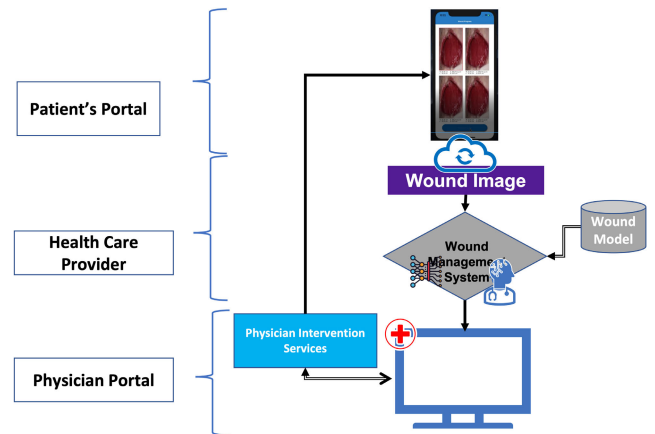 Patient's Portal
Wound Image
Wound
Model
Health Care
Provider
Wound
Management
System
Physician Intervention
Services
Physician Portal